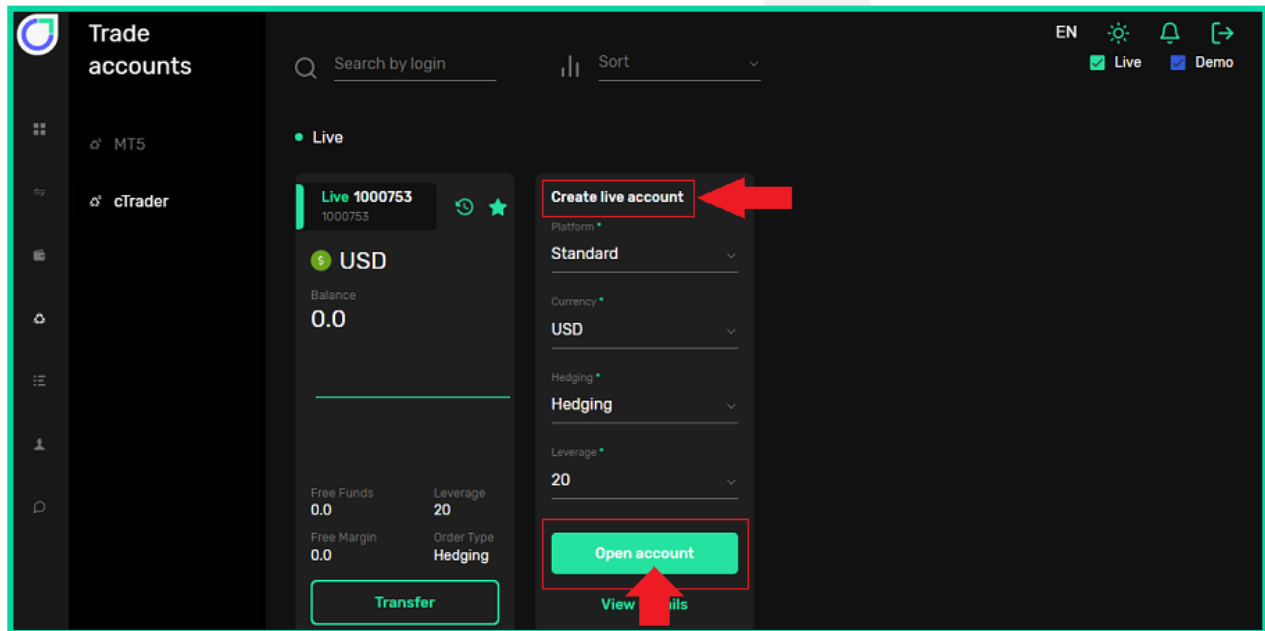 Trade
accounts
Search by login
Sort
EN
Live
Demo
MT5
cTrader
Live
Live 1000753
1000753
$ USD
Balance
0.0
Free Funds
0.0
Leverage
20
Free Margin
0.0
Order Type
Hedging
Transfer
Create live account
Platform *
Standard
Currency *
USD
Hedging *
Hedging
Leverage *
20
Open account
View